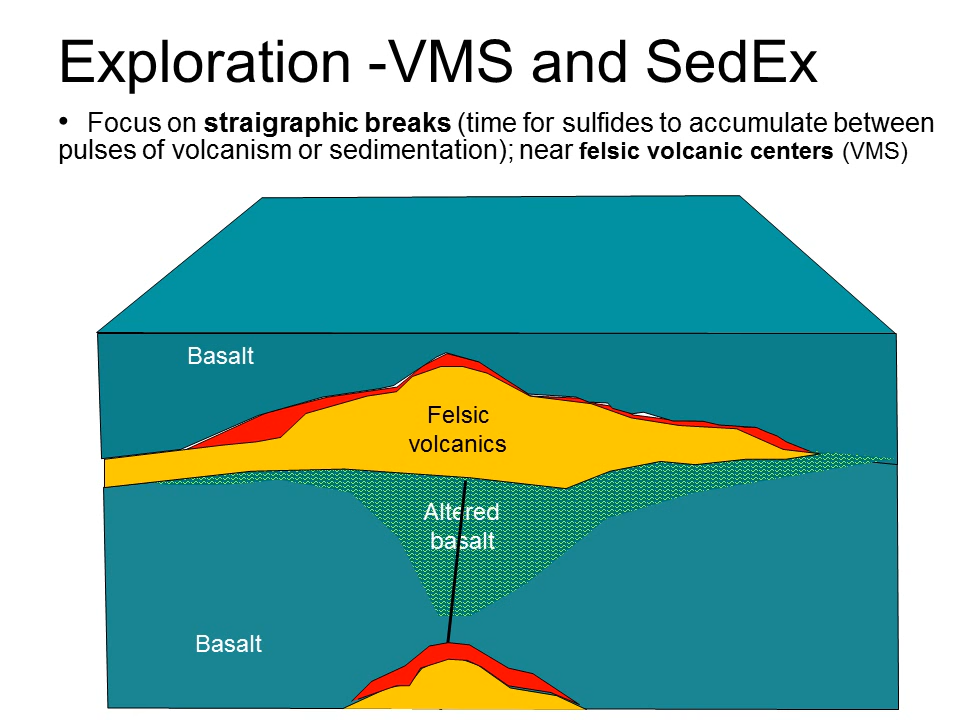 Exploration -VMS and SedEx
• Focus on straigraphic breaks (time for sulfides to accumulate between
pulses of volcanism or sedimentation); near felsic volcanic centers (VMS)
Basalt
Felsic
volcanics
Altered
basalt
Basalt